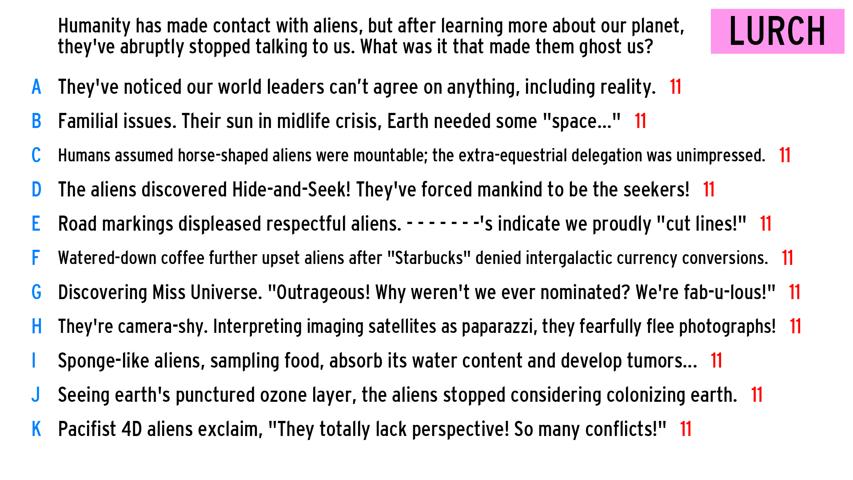 Humanity has made contact with aliens, but after learning more about our planet,
they've abruptly stopped talking to us. What was it that made them ghost us?
LURCH
A They've noticed our world leaders can't agree on anything, including reality. 11
B Familial issues. Their sun in midlife crisis, Earth needed some "space..." 11
C Humans assumed horse-shaped aliens were mountable; the extra-equestrial delegation was unimpressed. 11
D The aliens discovered Hide-and-Seek! They've forced mankind to be the seekers! 11
E Road markings displeased respectful aliens. - - - - - - -'s indicate we proudly "cut lines!" 11
F Watered-down coffee further upset aliens after "Starbucks" denied intergalactic currency conversions. 11
G Discovering Miss Universe. "Outrageous! Why weren't we ever nominated? We're fab-u-lous!" 11
H They're camera-shy. Interpreting imaging satellites as paparazzi, they fearfully flee photographs! 11
I Sponge-like aliens, sampling food, absorb its water content and develop tumors... 11
J Seeing earth's punctured ozone layer, the aliens stopped considering colonizing earth. 11
K Pacifist 4D aliens exclaim, "They totally lack perspective! So many conflicts!" 11